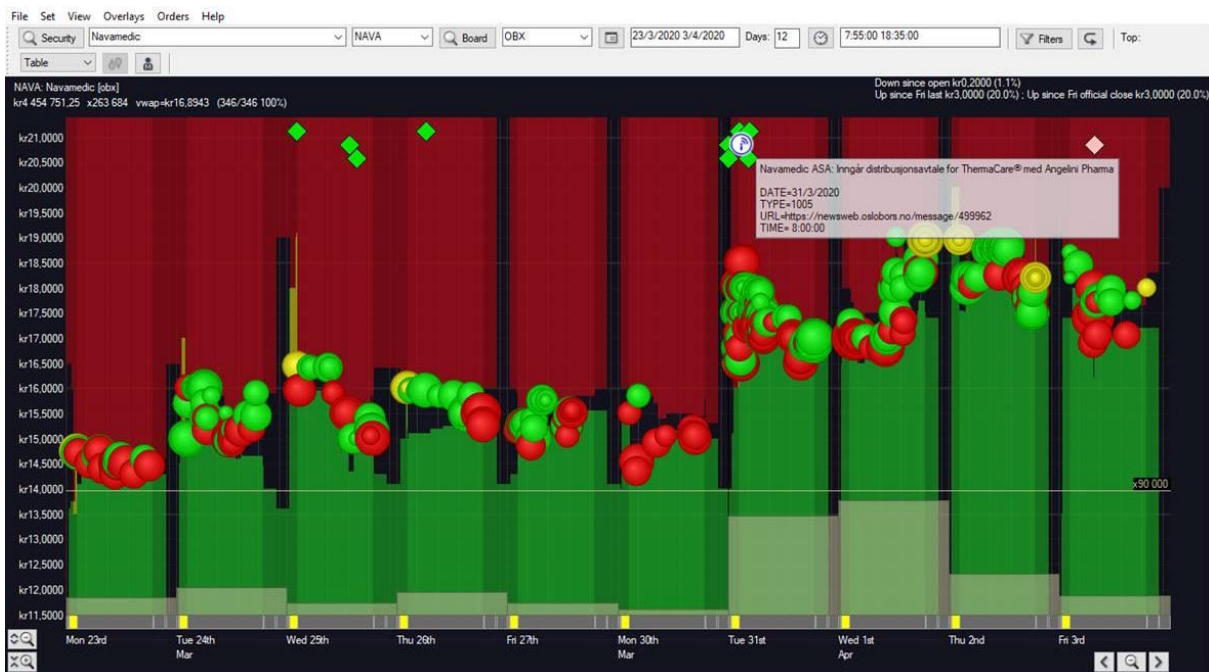 File Set View Overlays Orders Help
Security Navamedic NAVA Board OBX 23/3/2020 3/4/2020 Days: 12 7:55:00 18:35:00 Filters Top:
Table
NAVA: Navamedic [obx]
kr4 454 751,25 x263 684 vwap=kr16,8943 (346/346 100%)
Down since open kr0,2000 (1.1%)
Up since Fri last kr3,0000 (20.0%) ; Up since Fri official close kr3,0000 (20.0%)
kr21,0000
kr20,5000
kr20,0000
kr19,5000
kr19,0000
kr18,5000
kr18,0000
kr17,5000
kr17,0000
kr16,5000
kr16,0000
kr15,5000
kr15,0000
kr14,5000
kr14,0000
kr13,5000
kr13,0000
kr12,5000
kr12,0000
kr11,5000
Navamedic ASA: Inngår distribusjonsavtale for ThermaCare® med Angelini Pharma
DATE=31/3/2020
TYPE=1005
URL=https://newsweb.oslobors.no/message/499962
TIME= 8:00:00
x90 000
Mon 23rd Tue 24th Wed 25th Thu 26th Fri 27th Mon 30th Tue 31st Wed 1st Thu 2nd Fri 3rd
Mar Mar Apr